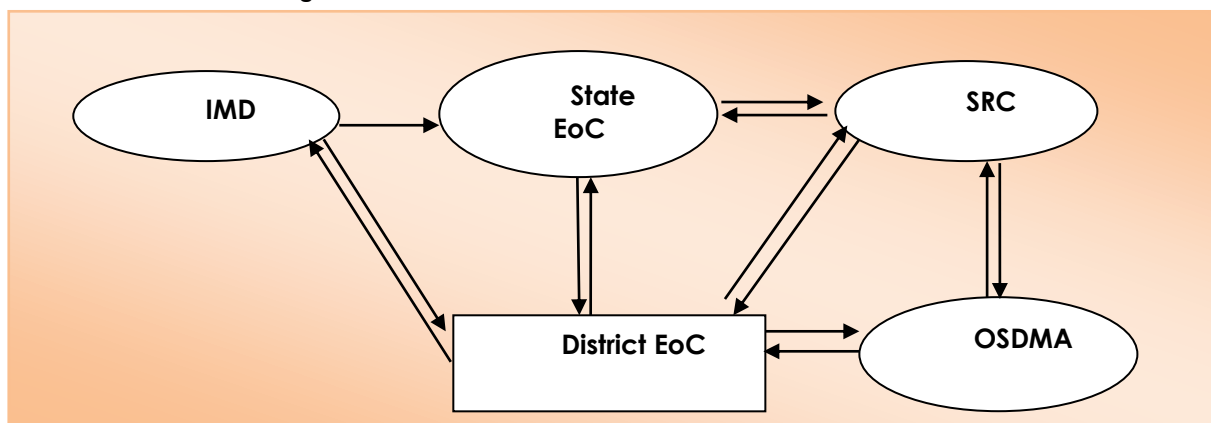 IMD
State
EoC
SRC
District EoC
OSDMA